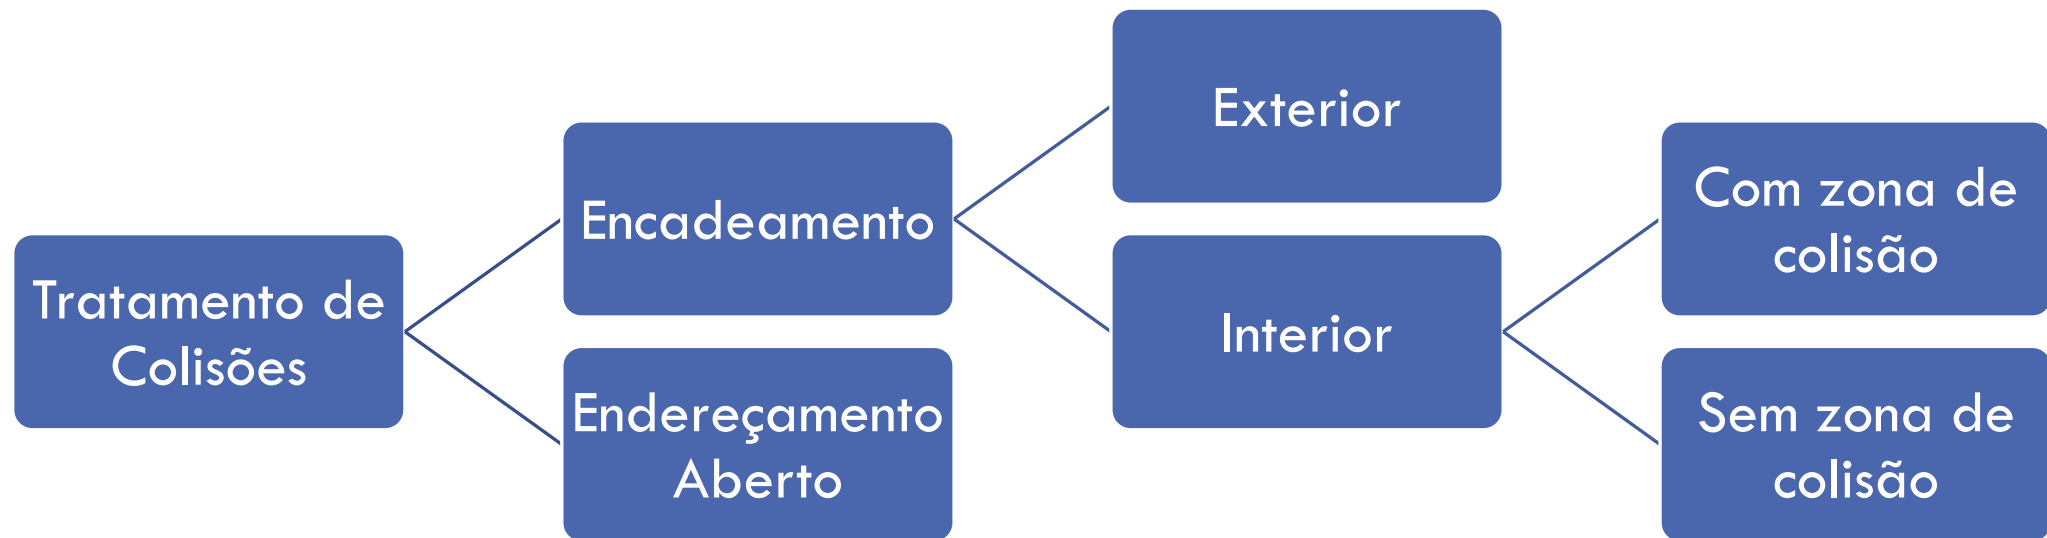 Tratamento de
Colisões
Encadeamento
Endereçamento
Aberto
Exterior
Interior
Com zona de
colisão
Sem zona de
colisão